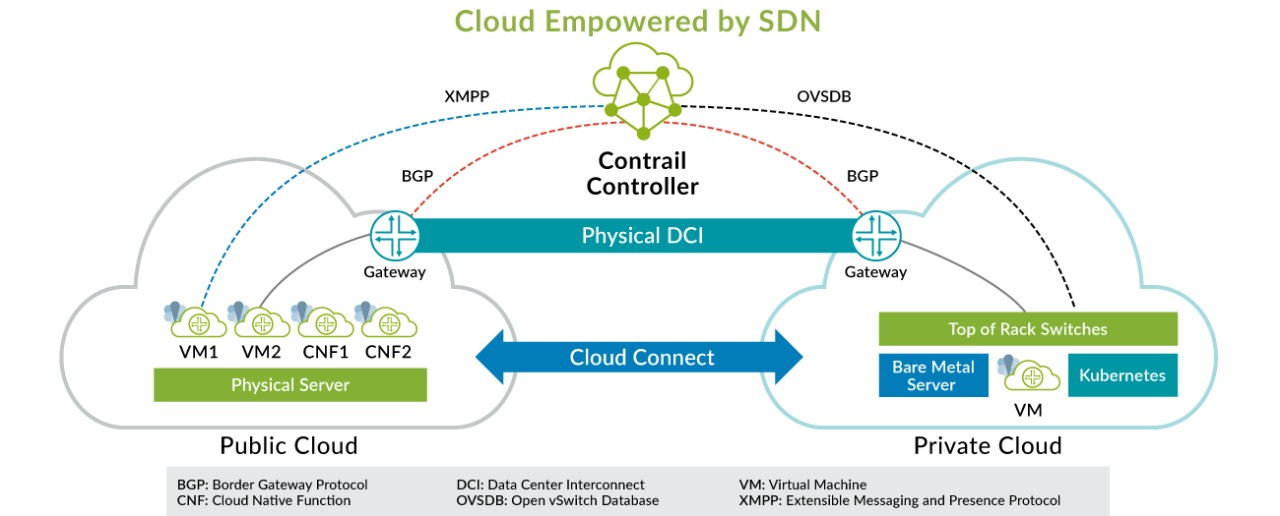 Cloud Empowered by SDN
XMPP
OVSDB
Contrail
Controller
BGP
BGP
Physical DCI
Gateway
Gateway
VM1
VM2
CNF1
CNF2
Physical Server
Cloud Connect
Top of Rack Switches
Bare Metal
Server
VM
Kubernetes
Public Cloud
Private Cloud
BGP: Border Gateway Protocol
CNF: Cloud Native Function
DCI: Data Center Interconnect
OVSDB: Open vSwitch Database
VM: Virtual Machine
XMPP: Extensible Messaging and Presence Protocol